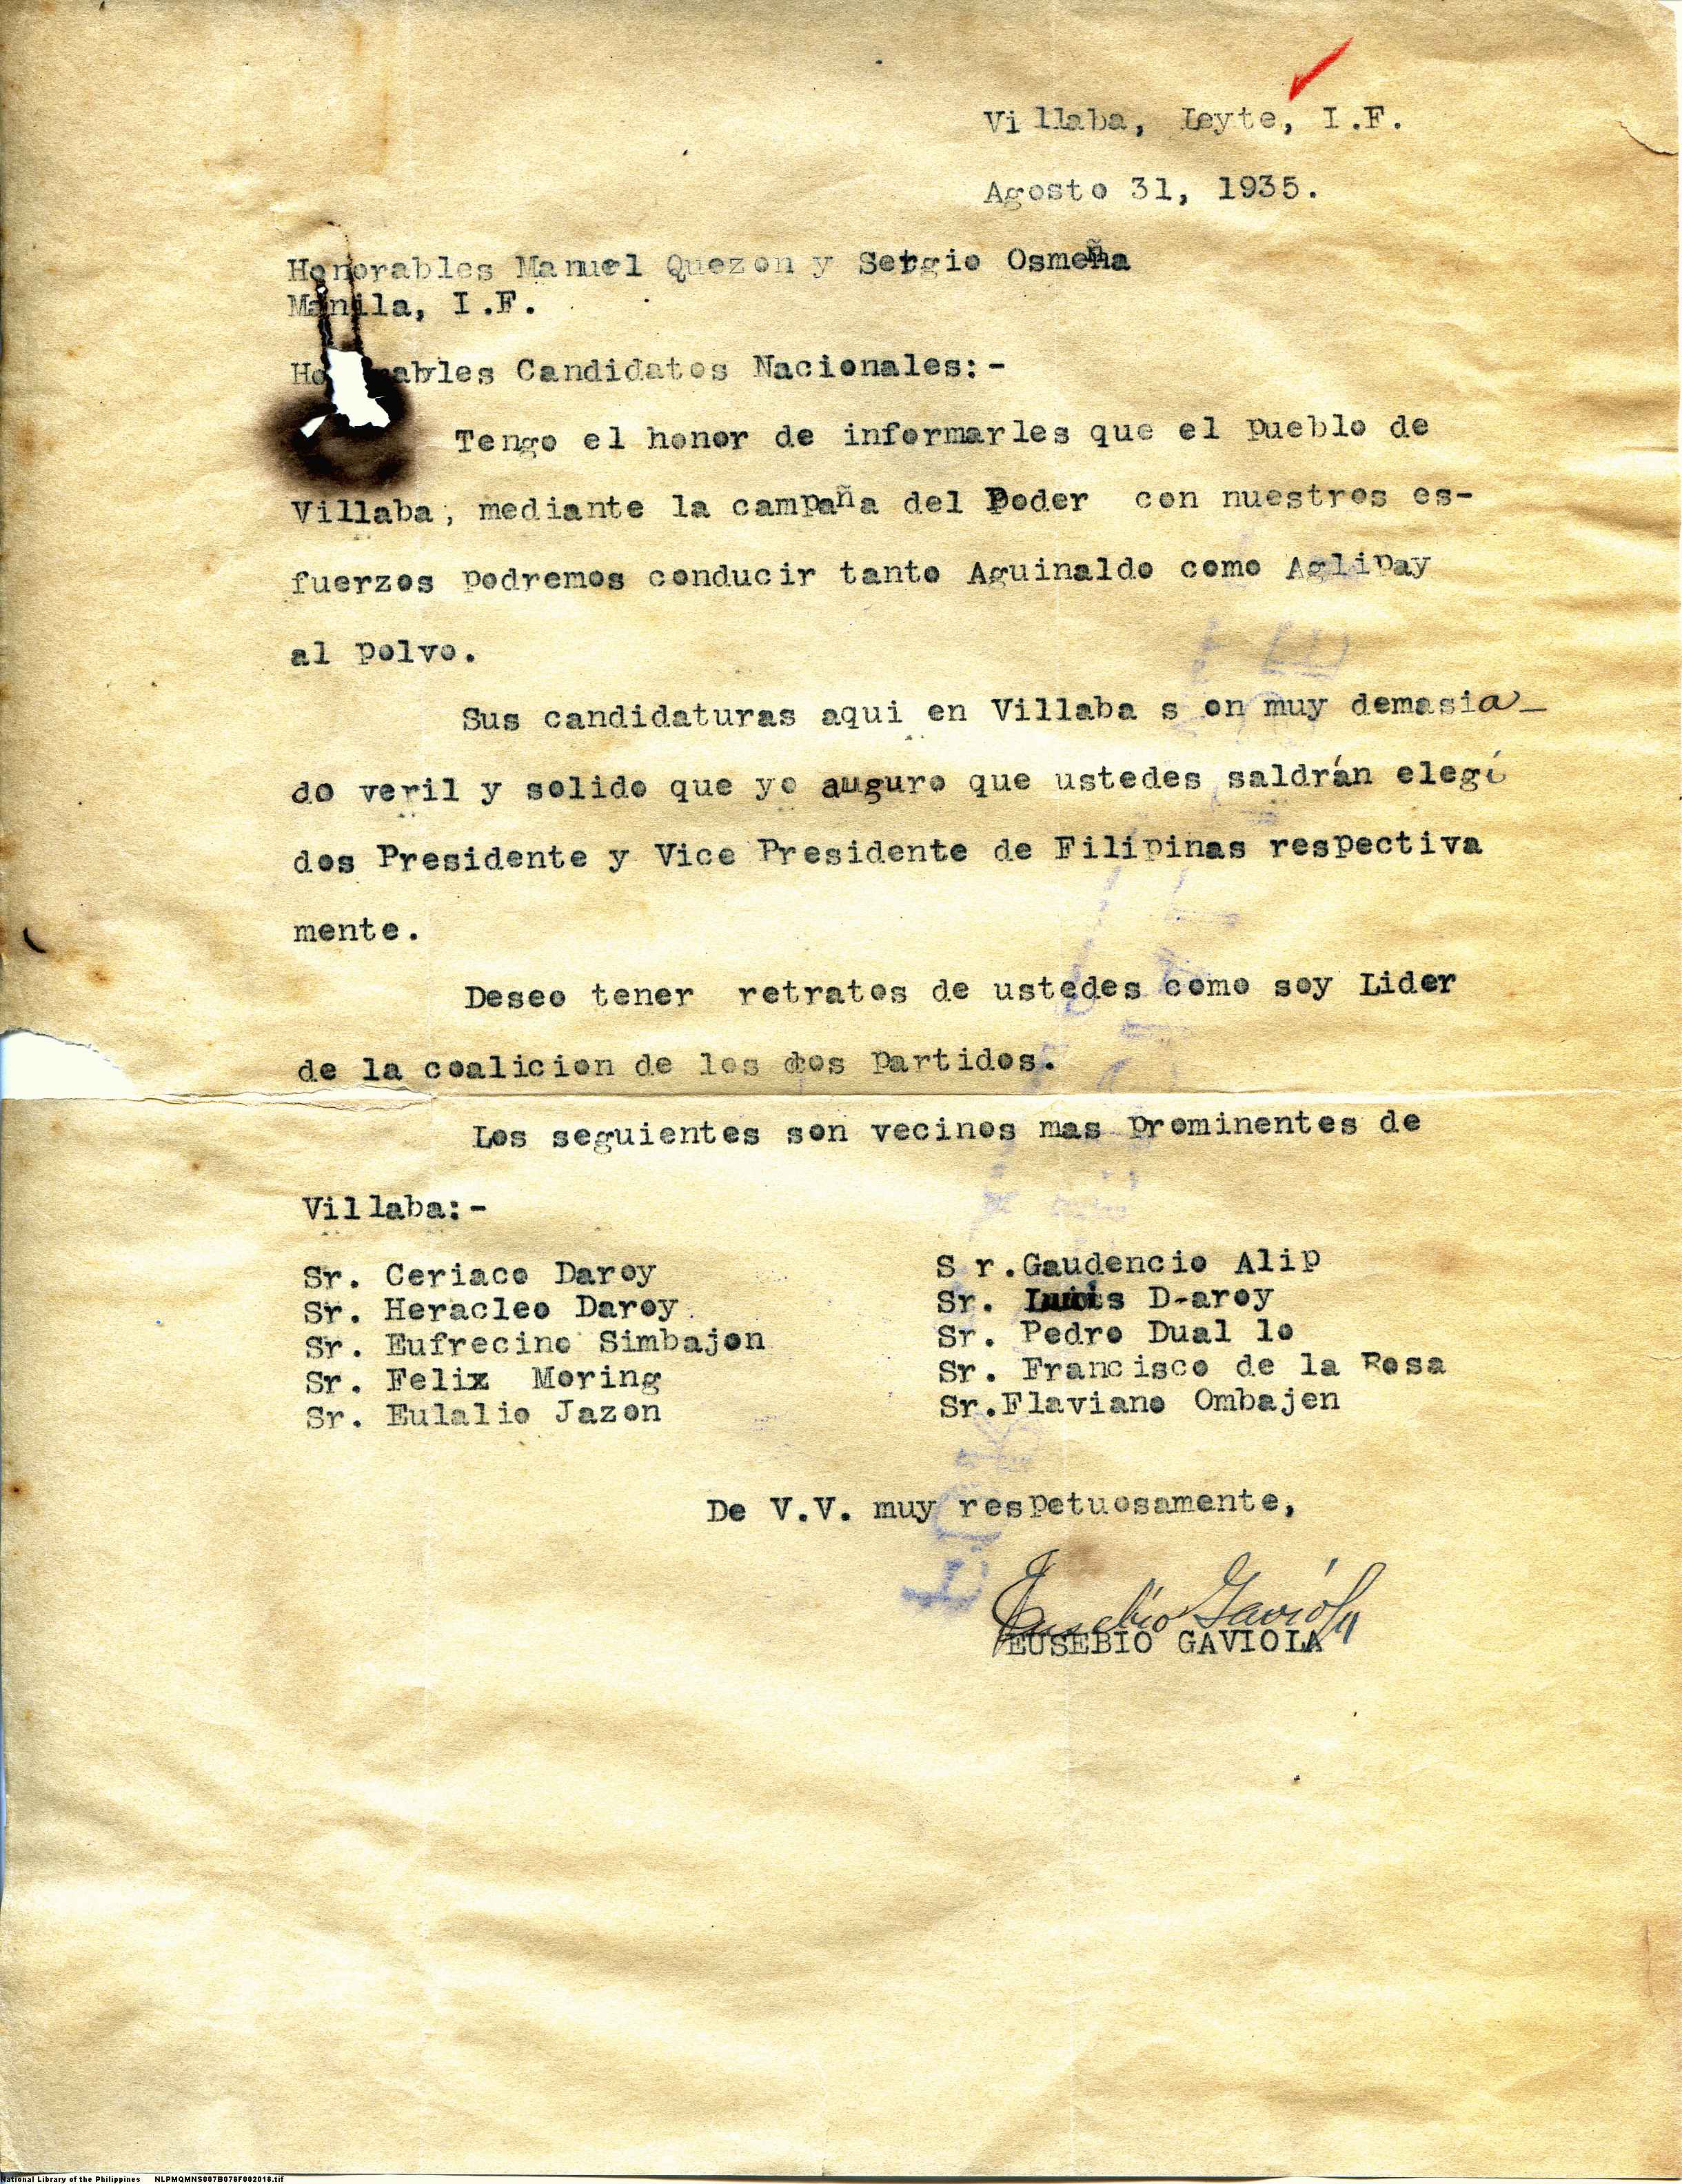 Villaba, Leyte, I.F.
Agosto 31, 1935.
Honorables Manuel Quezon y Sergio Osmeña
Manila, I.F.
Honorables Candidatos Nacionales:-
Tengo el honor de informarles que el pueblo de
Villaba, mediante la campaña del Poder con nuestros es-
fuerzos podremos conducir tanto Aguinaldo como Aglipay
al polvo.
Sus candidaturas aqui en Villaba s on muy demasia-
do veril y solido que yo auguro que ustedes saldrán elegi
dos Presidente y Vice Presidente de Filipinas respectiva
mente.
Deseo tener retratos de ustedes como soy Lider
de la coalicion de los dos partidos.
Los seguientes son vecinos mas prominentes de
Villaba:-
Sr. Ceriaco Daroy
Sr. Heracleo Daroy
Sr. Eufrecino Simbajon
Sr. Felix Moring
Sr. Eulalio Jazon
S r.Gaudencio Alip
Sr. Luis D-aroy
Sr. Pedro Dual lo
Sr. Francisco de la Rosa
Sr.Flaviano Ombajen
De V.V. muy respetuosamente,
Eusebio Gaviola
EUSEBIO GAVIOLA
National Library of the Philippines NLPMQMNS007B078F002018.tif